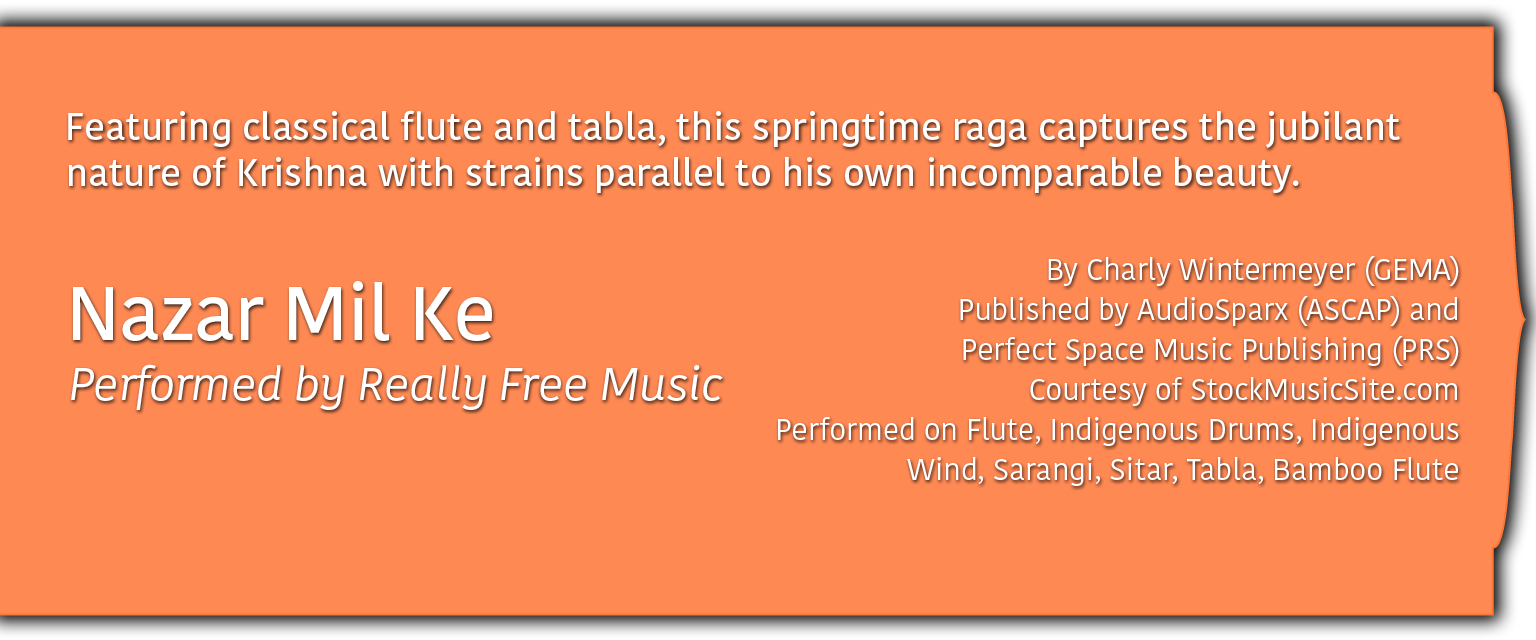 Featuring classical flute and tabla, this springtime raga captures the jubilant
nature of Krishna with strains parallel to his own incomparable beauty.
Nazar Mil Ke
Performed by Really Free Music
By Charly Wintermeyer (GEMA)
Published by AudioSparx (ASCAP) and
Perfect Space Music Publishing (PRS)
Courtesy of StockMusicSite.com
Performed on Flute, Indigenous Drums, Indigenous
Wind, Sarangi, Sitar, Tabla, Bamboo Flute